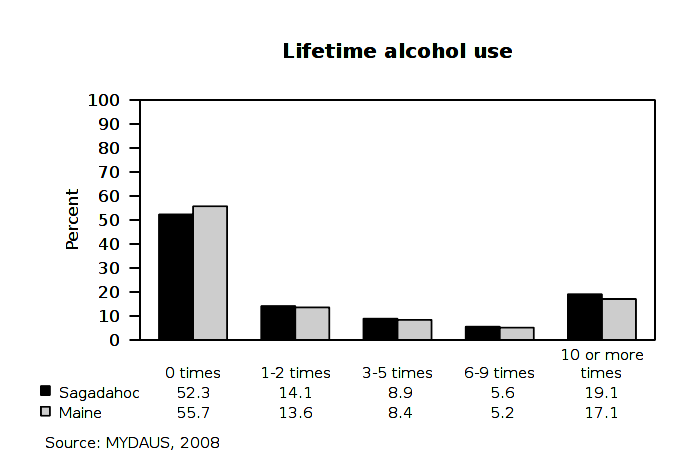 Lifetime alcohol use
100
90
80
70
60
50
40
30
20
10
0
Percent
0 times 1-2 times 3-5 times 6-9 times 10 or more times
Sagadahoc 52.3 14.1 8.9 5.6 19.1
Maine 55.7 13.6 8.4 5.2 17.1
Source: MYDAUS, 2008